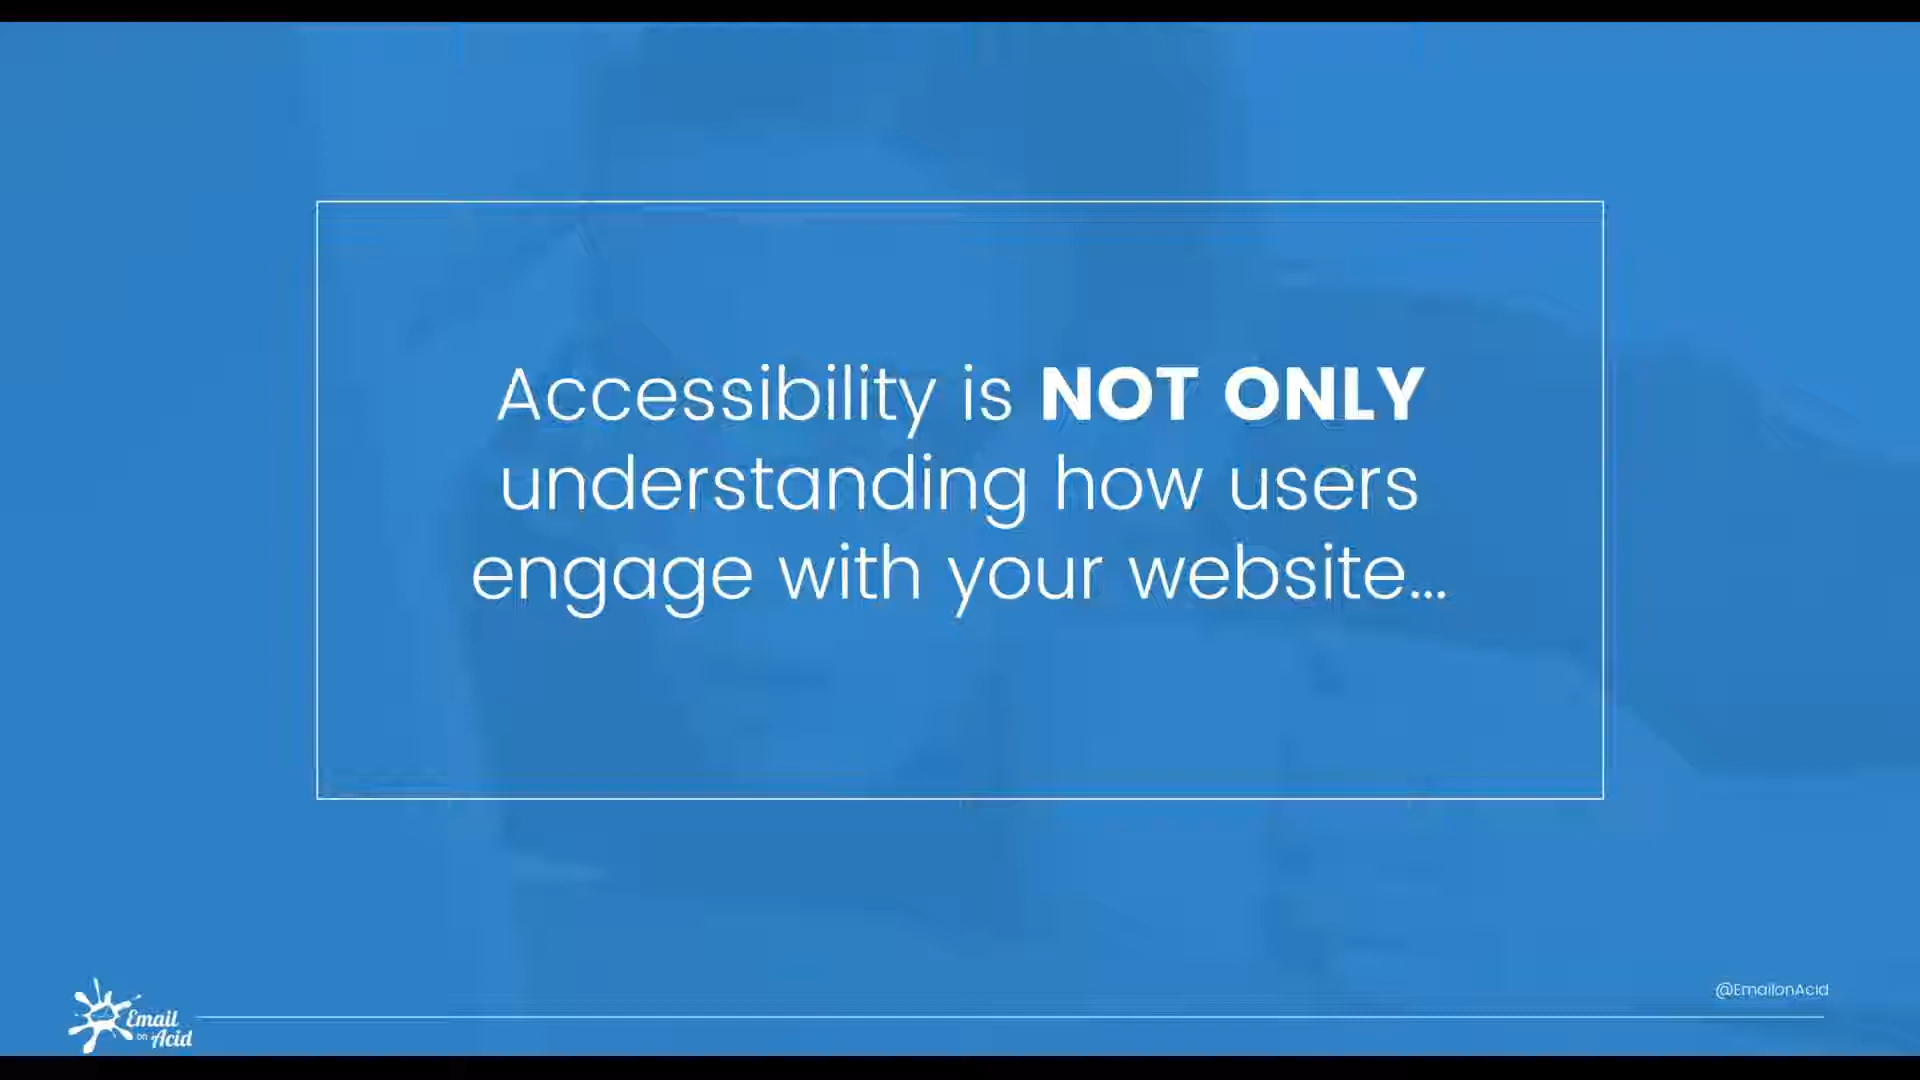 Accessibility is NOT ONLY
understanding how users
engage with your website...
@EmailonAcid
Email
on
Acid